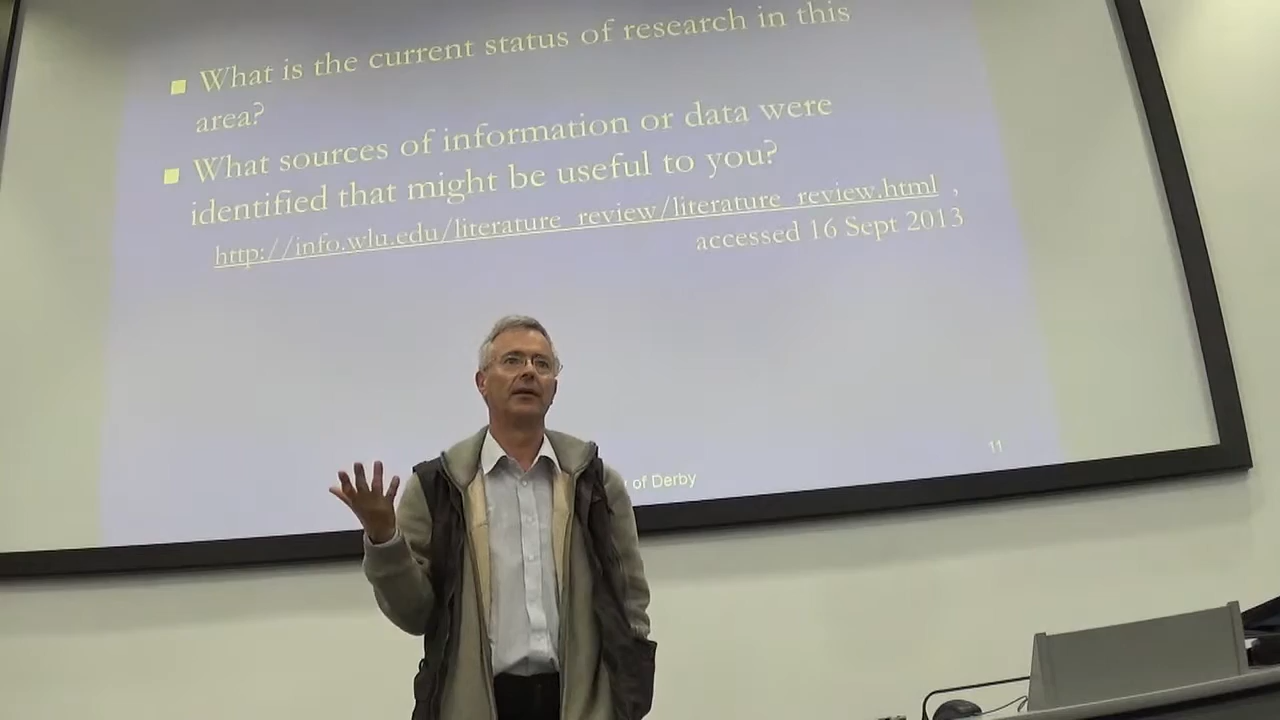 ■ What is the current status of research in this
area?
■ What sources of information or data were
identified that might be useful to you?
http://info.wlu.edu/literature_review/literature_review.html ,
accessed 16 Sept 2013
of Derby
11